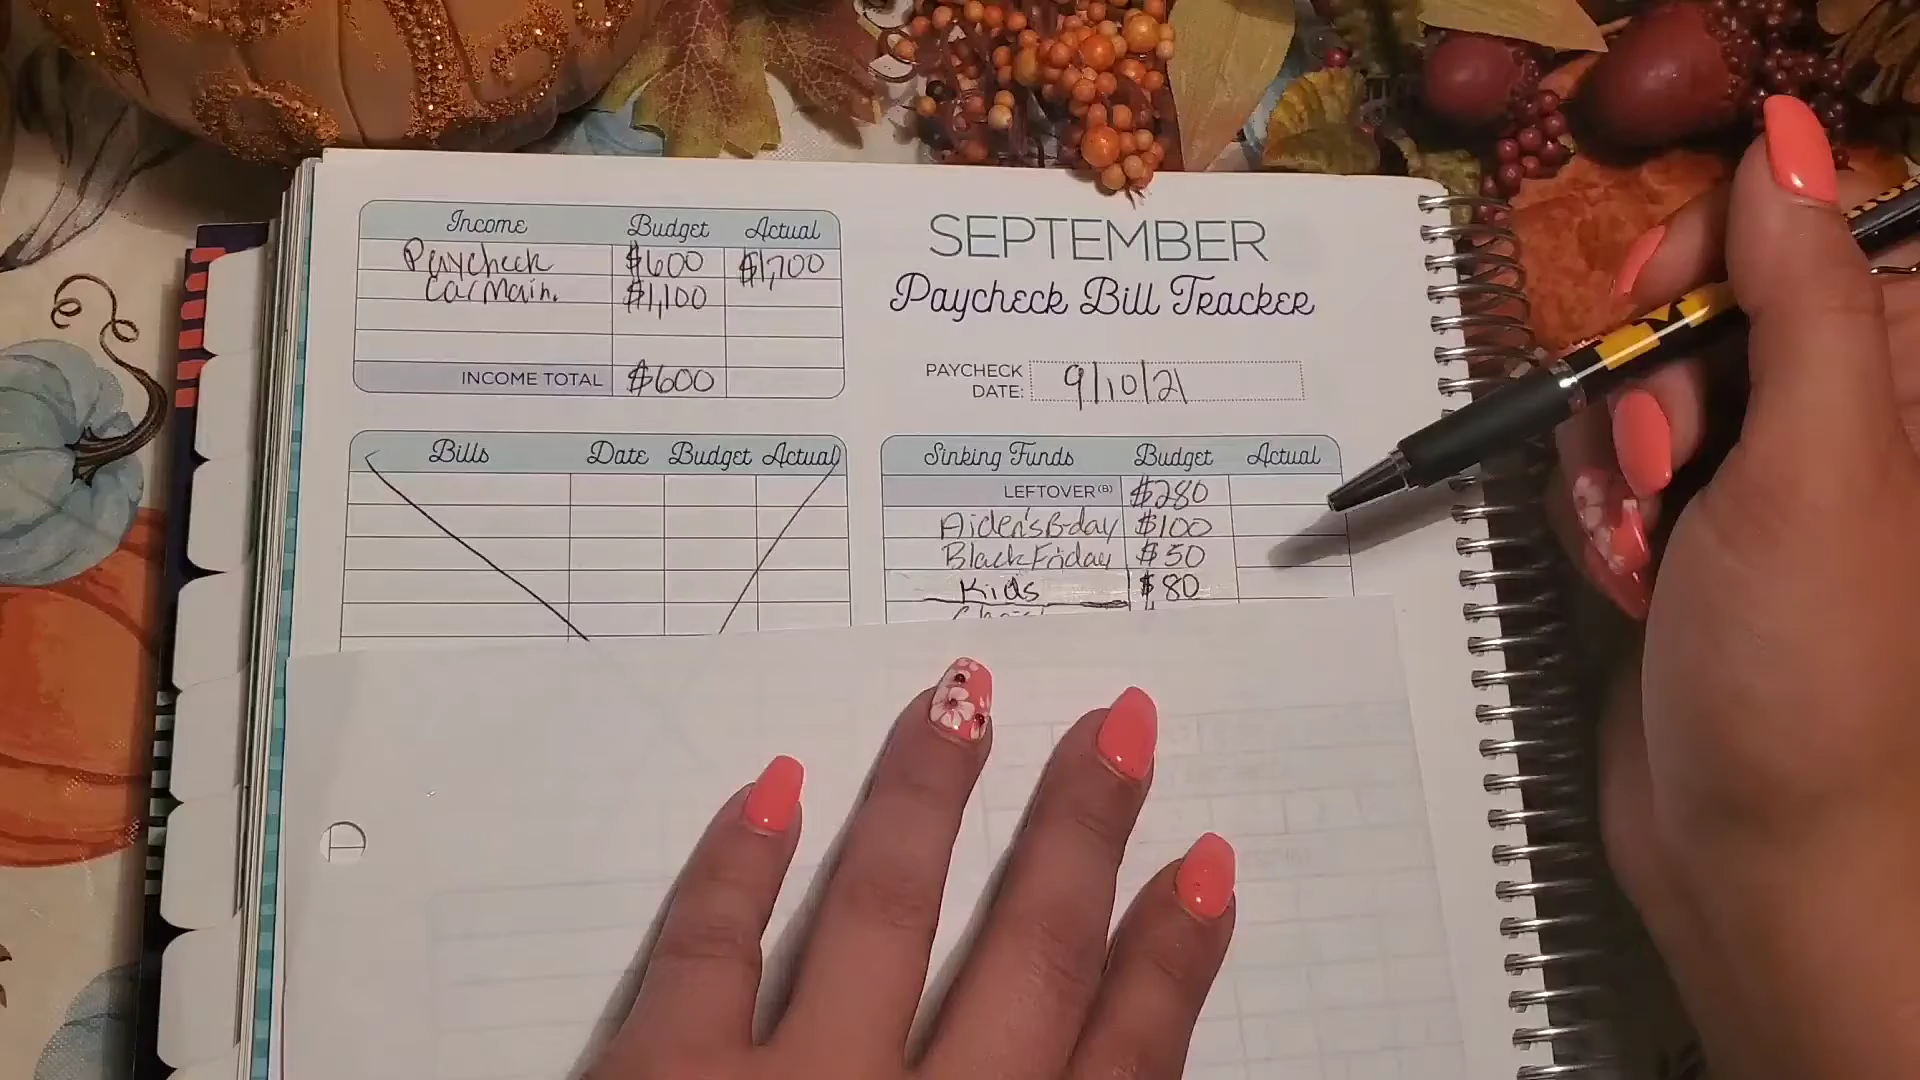 Income Budget Actual
Paycheck $600 $1,700
Car Main. $1,100
INCOME TOTAL $600
SEPTEMBER
Paycheck Bill Tracker
PAYCHECK DATE: 9/10/21
Bills Date Budget Actual
Sinking Funds Budget Actual
LEFTOVER(B) $280
Aiden's B-day $100
Black Friday $50
Kids $80